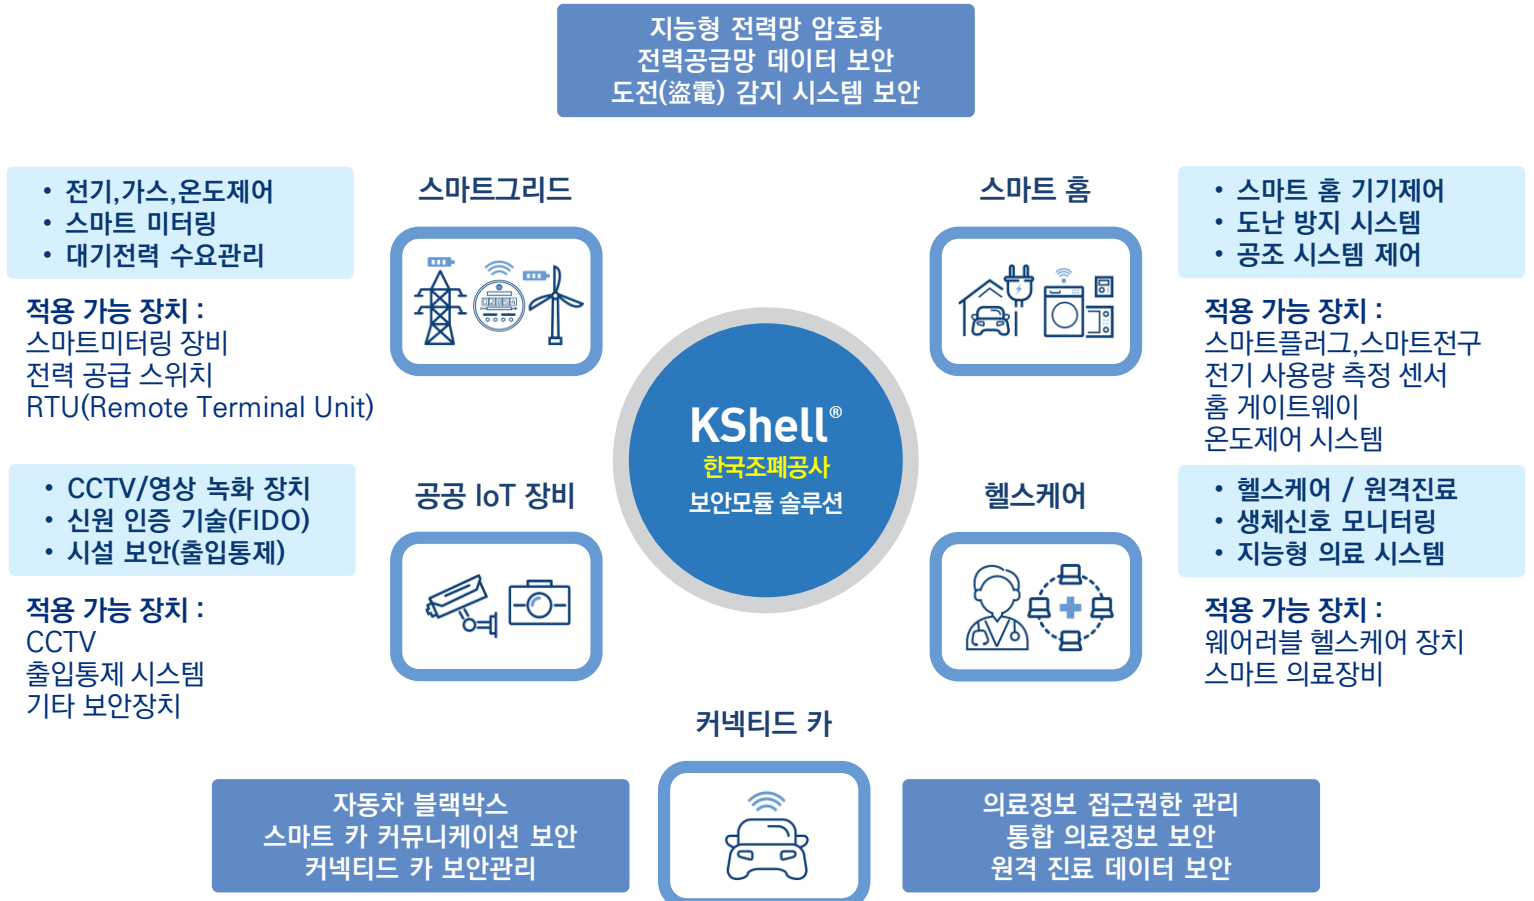 지능형 전력망 암호화
전력공급망 데이터 보안
도전(盜電) 감지 시스템 보안
스마트그리드
• 전기,가스,온도제어
• 스마트 미터링
• 대기전력 수요관리
적용 가능 장치 :
스마트미터링 장비
전력 공급 스위치
RTU(Remote Terminal Unit)
스마트 홈
• 스마트 홈 기기제어
• 도난 방지 시스템
• 공조 시스템 제어
적용 가능 장치 :
스마트플러그,스마트전구
전기 사용량 측정 센서
홈 게이트웨이
온도제어 시스템
KShell®
한국조폐공사
보안모듈 솔루션
공공 IoT 장비
• CCTV/영상 녹화 장치
• 신원 인증 기술(FIDO)
• 시설 보안(출입통제)
적용 가능 장치 :
CCTV
출입통제 시스템
기타 보안장치
헬스케어
• 헬스케어 / 원격진료
• 생체신호 모니터링
• 지능형 의료 시스템
적용 가능 장치 :
웨어러블 헬스케어 장치
스마트 의료장비
커넥티드 카
자동차 블랙박스
스마트 카 커뮤니케이션 보안
커넥티드 카 보안관리
의료정보 접근권한 관리
통합 의료정보 보안
원격 진료 데이터 보안